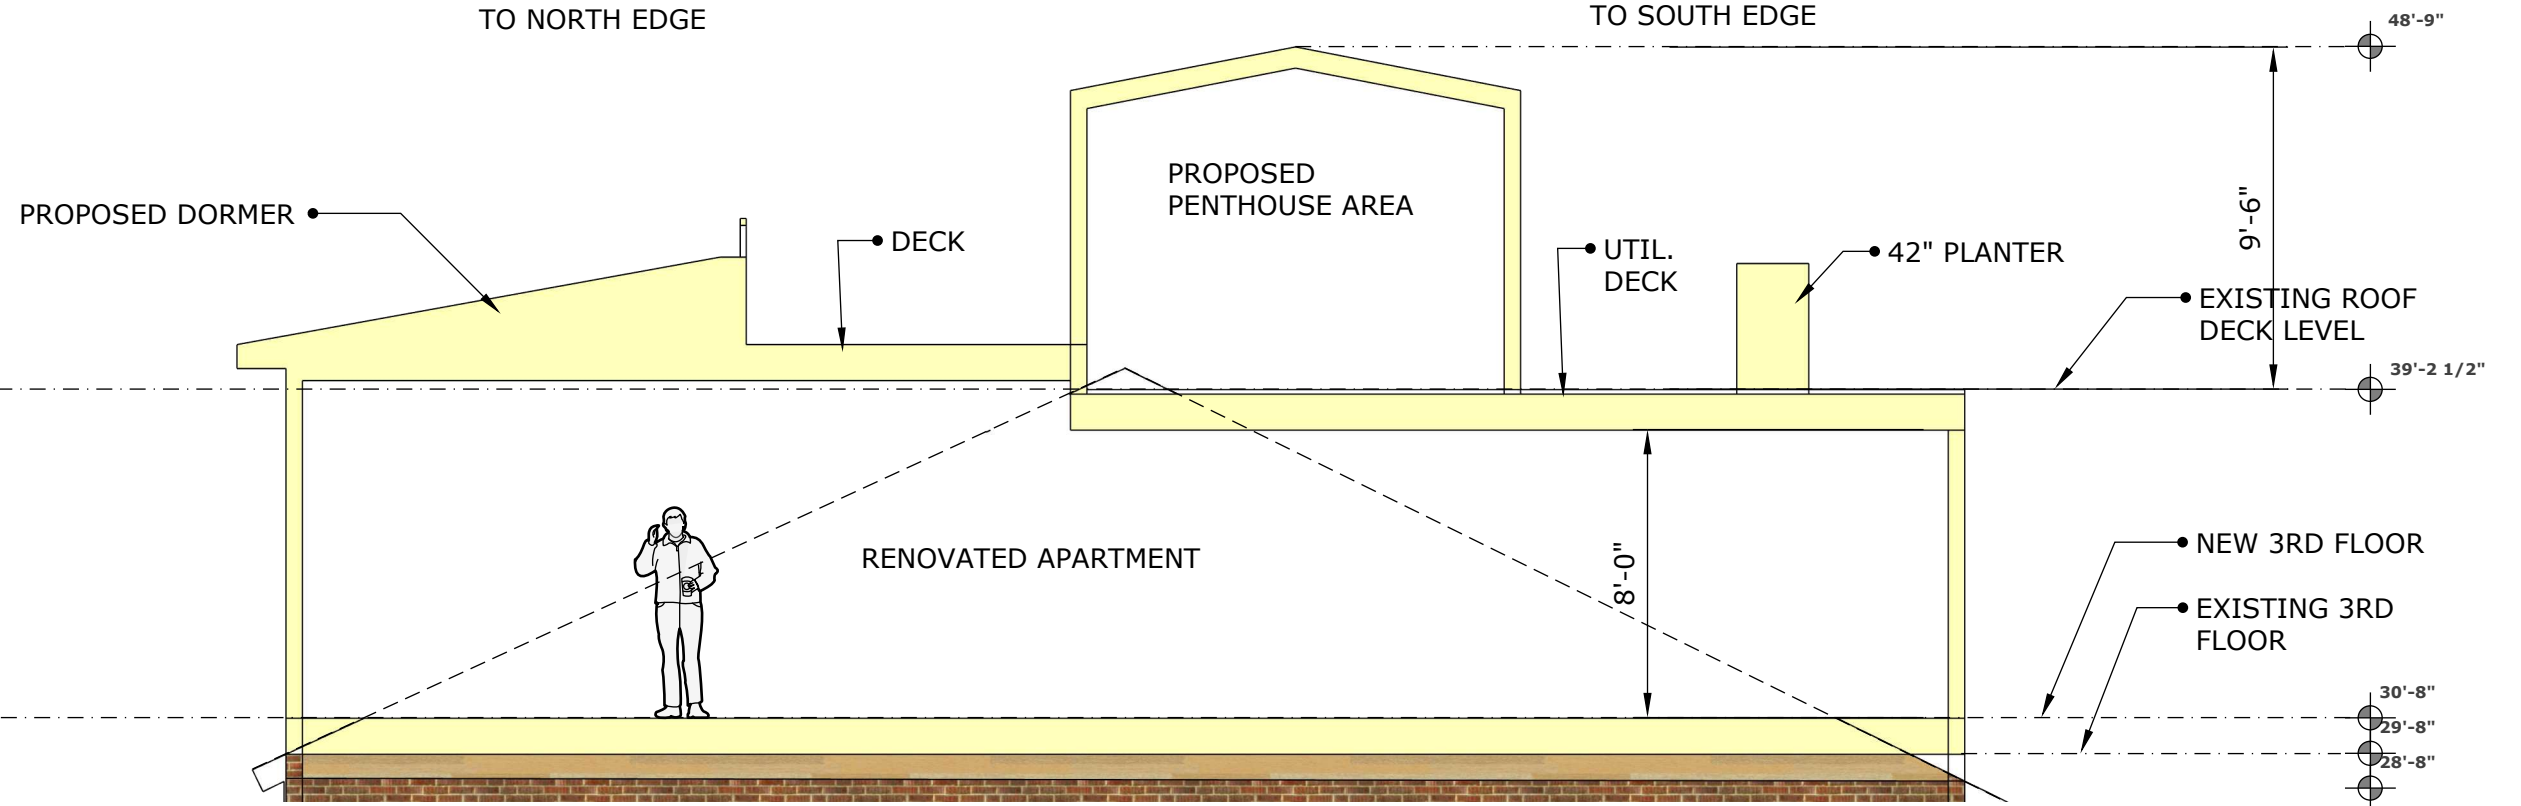 TO NORTH EDGE
TO SOUTH EDGE
48'-9"
PROPOSED
PENTHOUSE AREA
PROPOSED DORMER
DECK
UTIL.
DECK
42" PLANTER
9'-6"
EXISTING ROOF
DECK LEVEL
39'-2 1/2"
RENOVATED APARTMENT
8'-0"
NEW 3RD FLOOR
EXISTING 3RD
FLOOR
30'-8"
29'-8"
28'-8"